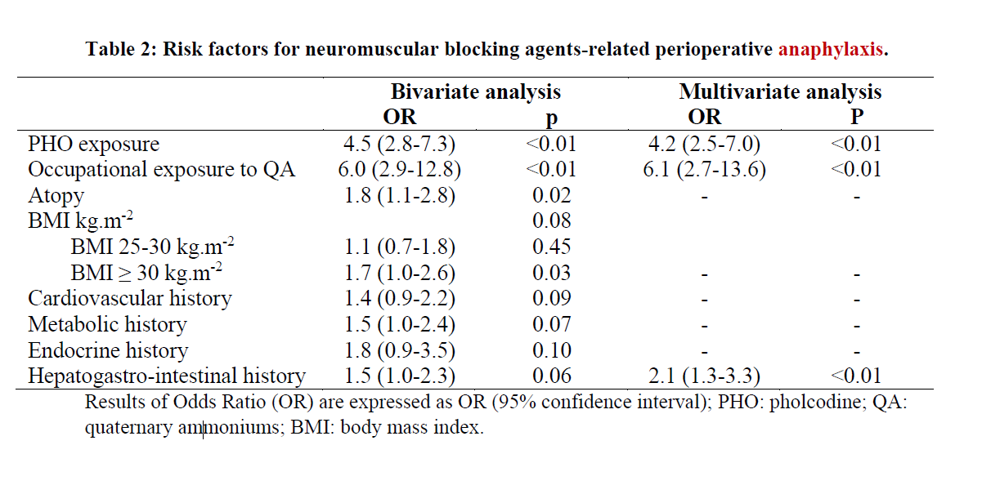 Table 2: Risk factors for neuromuscular blocking agents-related perioperative anaphylaxis.
Bivariate analysis Multivariate analysis
OR p OR P
PHO exposure 4.5 (2.8-7.3) <0.01 4.2 (2.5-7.0) <0.01
Occupational exposure to QA 6.0 (2.9-12.8) <0.01 6.1 (2.7-13.6) <0.01
Atopy 1.8 (1.1-2.8) 0.02 - -
BMI kg.m-2 0.08
BMI 25-30 kg.m-2 1.1 (0.7-1.8) 0.45
BMI ≥ 30 kg.m-2 1.7 (1.0-2.6) 0.03 - -
Cardiovascular history 1.4 (0.9-2.2) 0.09 - -
Metabolic history 1.5 (1.0-2.4) 0.07 - -
Endocrine history 1.8 (0.9-3.5) 0.10 - -
Hepatogastro-intestinal history 1.5 (1.0-2.3) 0.06 2.1 (1.3-3.3) <0.01
Results of Odds Ratio (OR) are expressed as OR (95% confidence interval); PHO: pholcodine; QA:
quaternary ammoniums; BMI: body mass index.